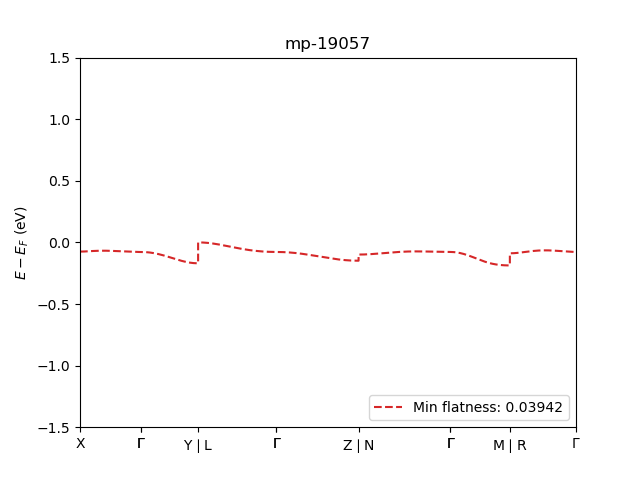 mp-19057
1.5
1.0
0.5
0.0
−0.5
−1.0
−1.5
E − E_F (eV)
Min flatness: 0.03942
X Γ Y | L Γ Z | N Γ M | R Γ